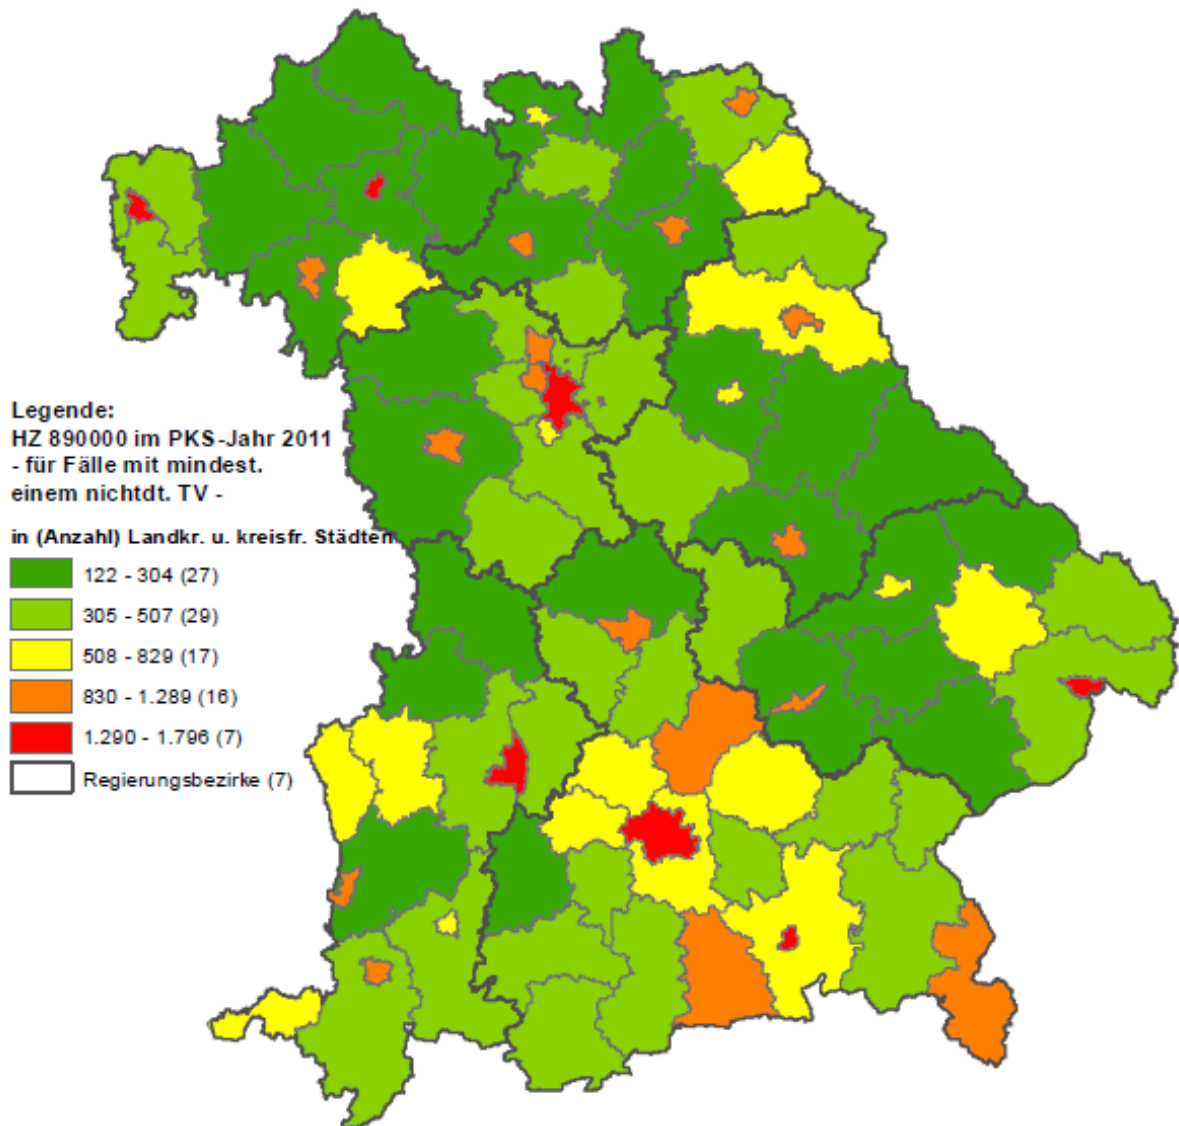 Legende:
HZ 890000 im PKS-Jahr 2011
- für Fälle mit mindest.
einem nichtdt. TV -
in (Anzahl) Landkr. u. kreisfr. Städten
122 - 304 (27)
305 - 507 (29)
508 - 829 (17)
830 - 1.289 (16)
1.290 - 1.796 (7)
Regierungsbezirke (7)